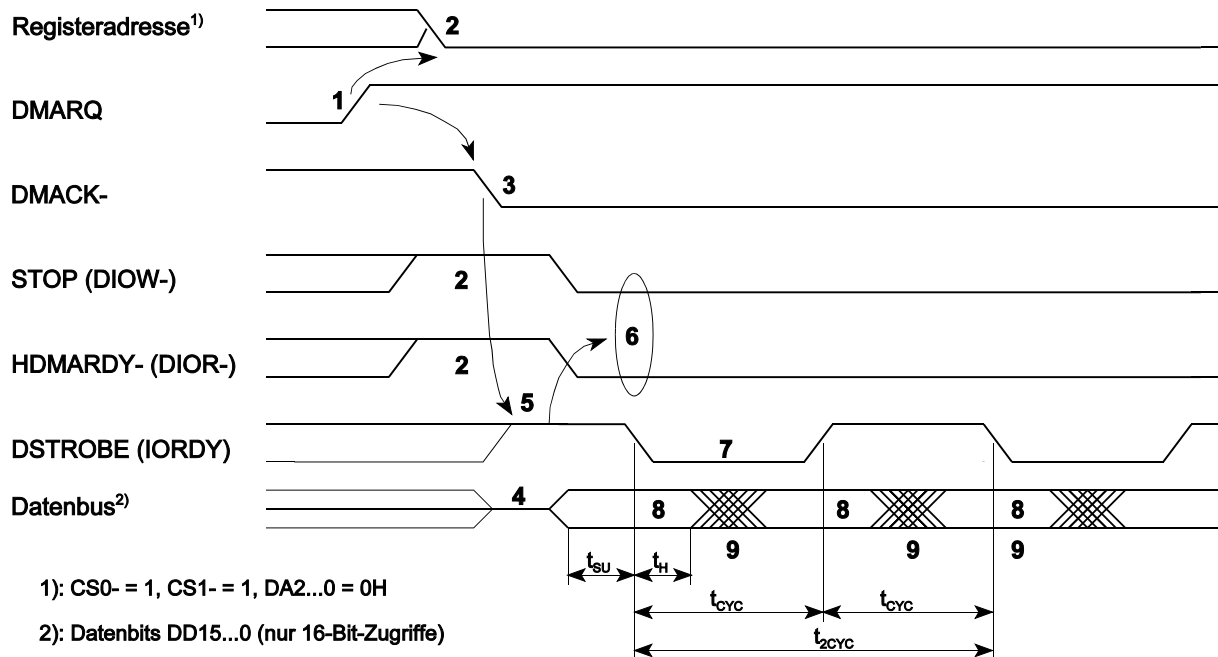 Registeradresse1) 2
DMARQ 1
DMACK- 3
STOP (DIOW-) 2
6
HDMARDY- (DIOR-) 2
5
DSTROBE (IORDY) 7
4
Datenbus2) 8 8 8
9 9 9
tSU tH
1): CS0- = 1, CS1- = 1, DA2...0 = 0H
tCYC tCYC
2): Datenbits DD15...0 (nur 16-Bit-Zugriffe)
t2CYC